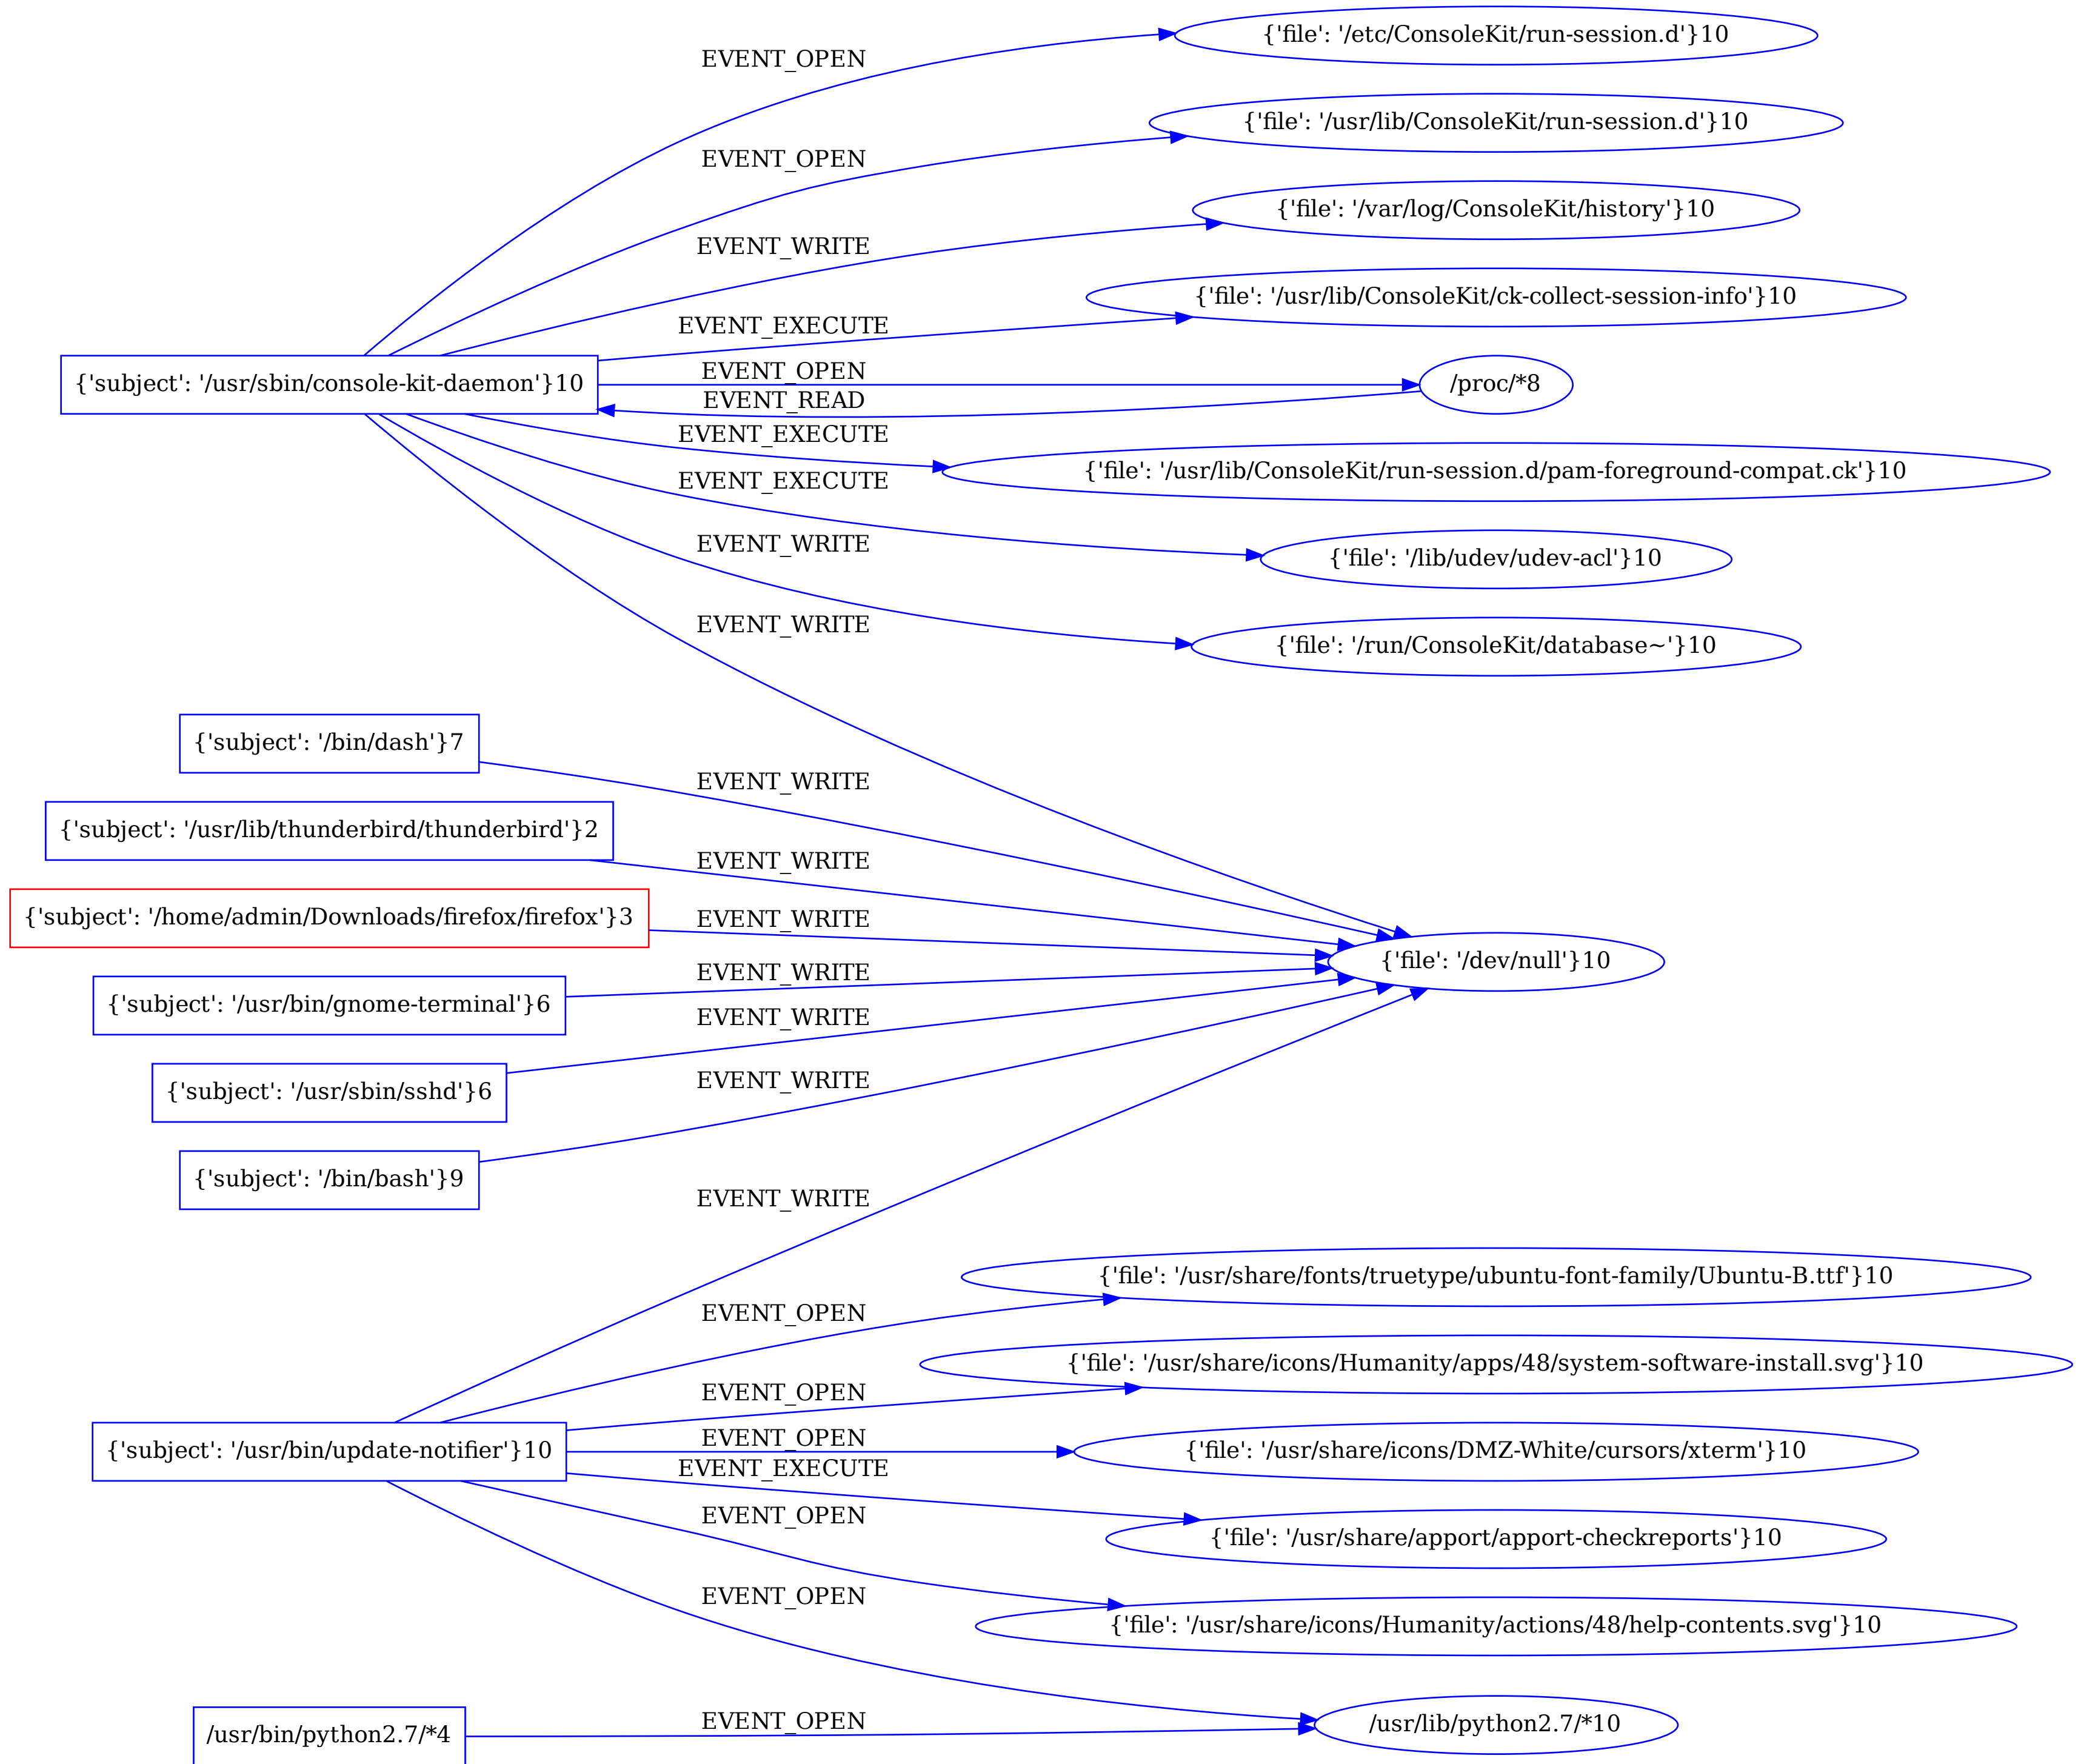 EVENT_OPEN
{'file': '/etc/ConsoleKit/run-session.d'}10
EVENT_OPEN
{'file': '/usr/lib/ConsoleKit/run-session.d'}10
EVENT_WRITE
{'file': '/var/log/ConsoleKit/history'}10
EVENT_EXECUTE
{'file': '/usr/lib/ConsoleKit/ck-collect-session-info'}10
{'subject': '/usr/sbin/console-kit-daemon'}10
EVENT_OPEN
EVENT_READ
/proc/*8
EVENT_EXECUTE
{'file': '/usr/lib/ConsoleKit/run-session.d/pam-foreground-compat.ck'}10
EVENT_EXECUTE
{'file': '/lib/udev/udev-acl'}10
EVENT_WRITE
{'file': '/run/ConsoleKit/database~'}10
EVENT_WRITE
{'subject': '/bin/dash'}7
EVENT_WRITE
{'subject': '/usr/lib/thunderbird/thunderbird'}2
EVENT_WRITE
{'subject': '/home/admin/Downloads/firefox/firefox'}3
EVENT_WRITE
{'file': '/dev/null'}10
{'subject': '/usr/bin/gnome-terminal'}6
EVENT_WRITE
{'subject': '/usr/sbin/sshd'}6
EVENT_WRITE
{'subject': '/bin/bash'}9
EVENT_WRITE
EVENT_WRITE
{'file': '/usr/share/fonts/truetype/ubuntu-font-family/Ubuntu-B.ttf'}10
EVENT_OPEN
{'file': '/usr/share/icons/Humanity/apps/48/system-software-install.svg'}10
EVENT_OPEN
{'subject': '/usr/bin/update-notifier'}10
EVENT_OPEN
{'file': '/usr/share/icons/DMZ-White/cursors/xterm'}10
EVENT_EXECUTE
{'file': '/usr/share/apport/apport-checkreports'}10
EVENT_OPEN
{'file': '/usr/share/icons/Humanity/actions/48/help-contents.svg'}10
EVENT_OPEN
/usr/bin/python2.7/*4
EVENT_OPEN
/usr/lib/python2.7/*10